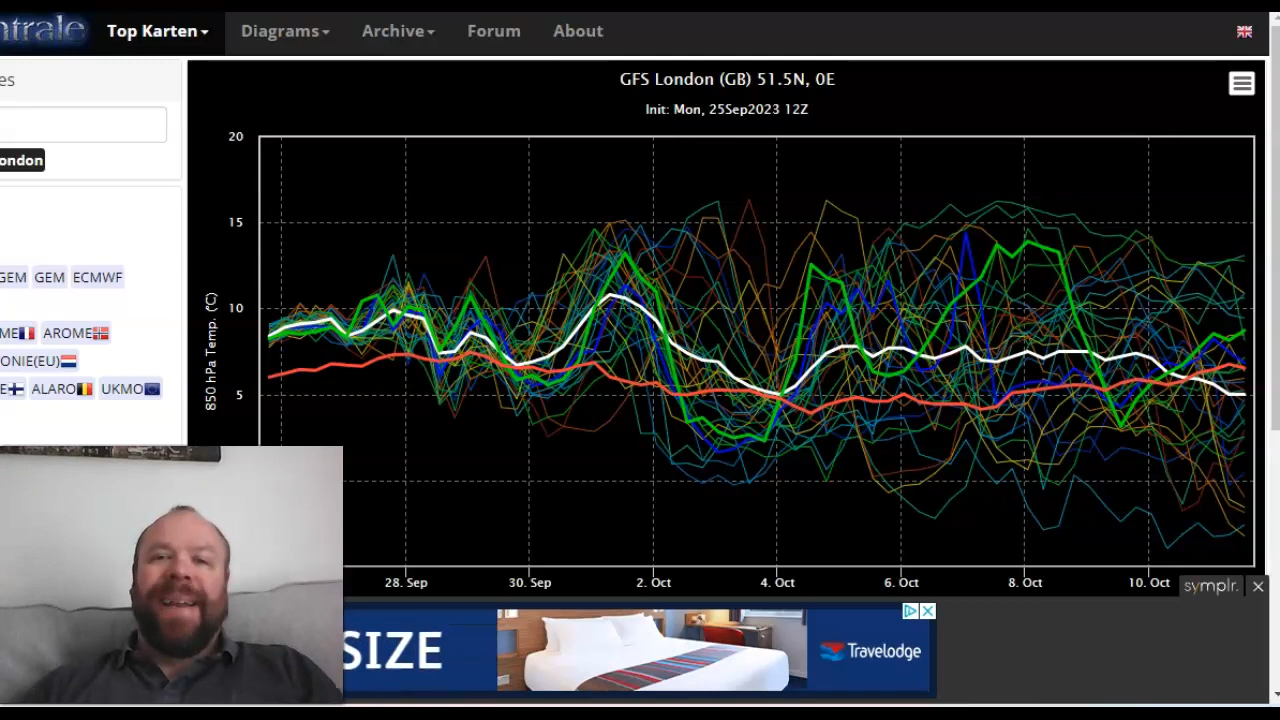 ntrale
Top Karten
Diagrams
Archive
Forum
About
es
ondon
GEM GEM ECMWF
ME AROME
ONIE(EU)
E ALARO UKMO
GFS London (GB) 51.5N, 0E
Init: Mon, 25Sep2023 12Z
850 hPa Temp. (°C)
20
15
10
5
28. Sep
30. Sep
2. Oct
4. Oct
6. Oct
8. Oct
10. Oct
symplr.
SIZE
Travelodge